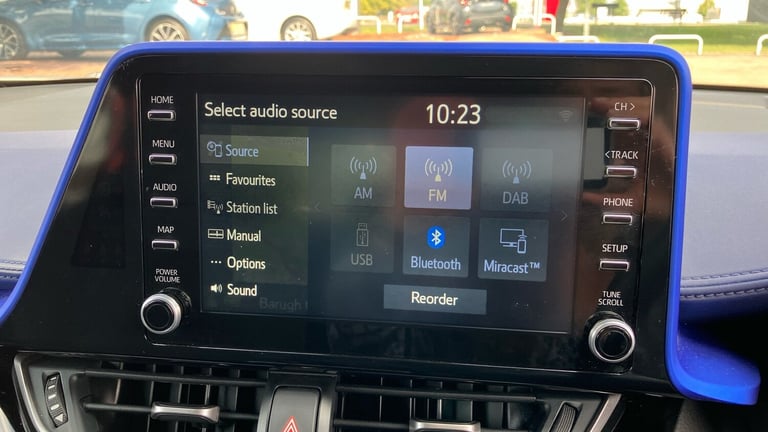 HOME
MENU
AUDIO
MAP
POWER
VOLUME
Select audio source
10:23
Source
Favourites
Station list
Manual
Options
Sound
AM
FM
DAB
USB
Bluetooth
Miracast™
Reorder
CH >
< TRACK
PHONE
SETUP
TUNE
SCROLL